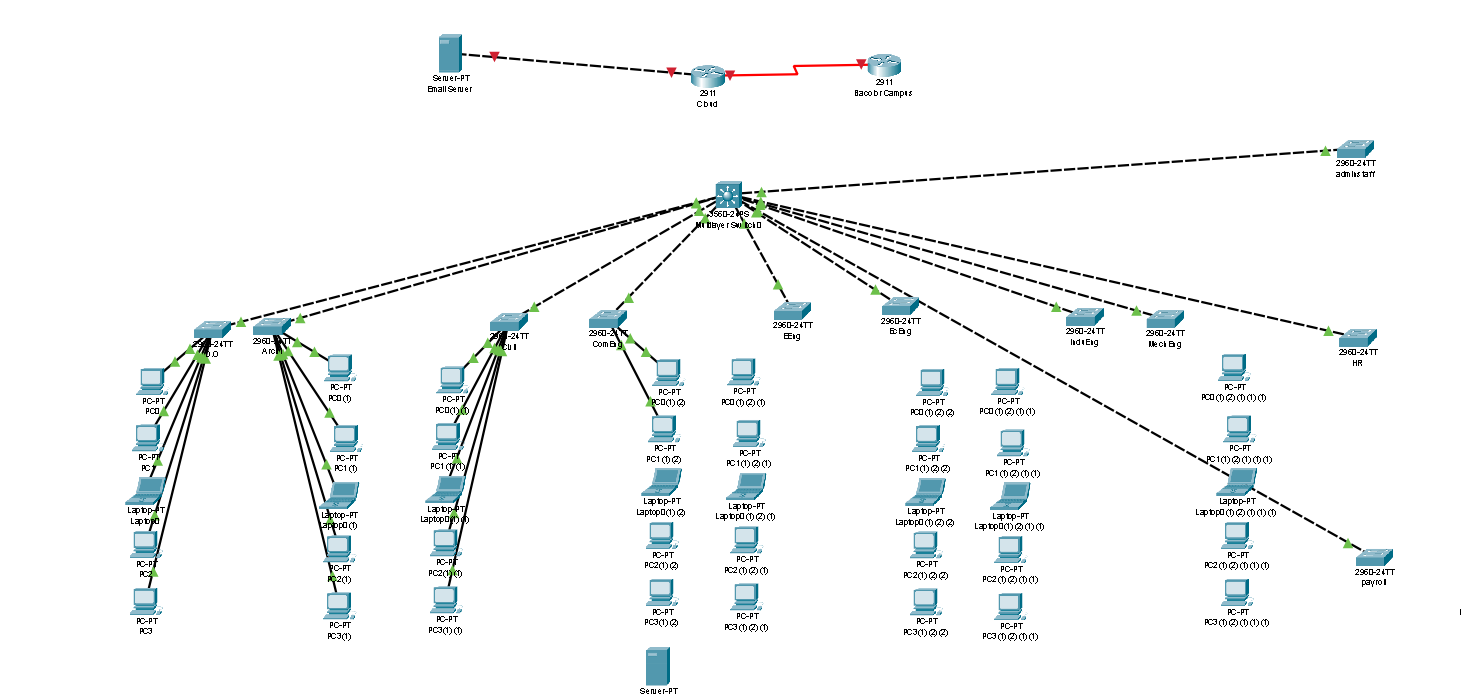 Server-PT
Email Server
2911
Cloud
2911
Bacolor Campus
2960-24TT
adminstaff
3560-24PS
Multilayer Switch0
2960-24TT
D.O
2960-24TT
Archi
2960-24TT
Civil
2960-24TT
ComEng
2960-24TT
EEng
2960-24TT
EcEng
2960-24TT
2960-24TT
MechEng
2960-24TT
HR
PC-PT
PC0
PC-PT
PC0(1)
PC-PT
PC0(1)(1)
PC-PT
PC0(1)(2)
PC-PT
PC0(1)(2)(1)
PC-PT
PC0(1)(2)(2)
PC-PT
PC0(1)(2)(1)(1)
PC-PT
PC0(1)(2)(1)(1)(1)
PC-PT
PC1
PC-PT
PC1(1)
PC-PT
PC1(1)(1)
PC-PT
PC1(1)(2)
PC-PT
PC1(1)(2)(1)
PC-PT
PC1(1)(2)(2)
PC-PT
PC1(1)(2)(1)(1)
PC-PT
PC1(1)(2)(1)(1)(1)
Laptop-PT
Laptop0
Laptop-PT
Laptop0(1)
Laptop-PT
Laptop0(1)(1)
Laptop-PT
Laptop0(1)(2)
Laptop-PT
Laptop0(1)(2)(1)
Laptop-PT
Laptop0(1)(2)(2)
Laptop-PT
Laptop0(1)(2)(1)(1)
Laptop-PT
Laptop0(1)(2)(1)(1)(1)
PC-PT
PC2
PC-PT
PC2(1)
PC-PT
PC2(1)(1)
PC-PT
PC2(1)(2)
PC-PT
PC2(1)(2)(1)
PC-PT
PC2(1)(2)(2)
PC-PT
PC2(1)(2)(1)(1)
PC-PT
PC2(1)(2)(1)(1)(1)
2960-24TT
payroll
PC-PT
PC3
PC-PT
PC3(1)
PC-PT
PC3(1)(1)
PC-PT
PC3(1)(2)
PC-PT
PC3(1)(2)(1)
PC-PT
PC3(1)(2)(2)
PC-PT
PC3(1)(2)(1)(1)
PC-PT
PC3(1)(2)(1)(1)(1)
Server-PT